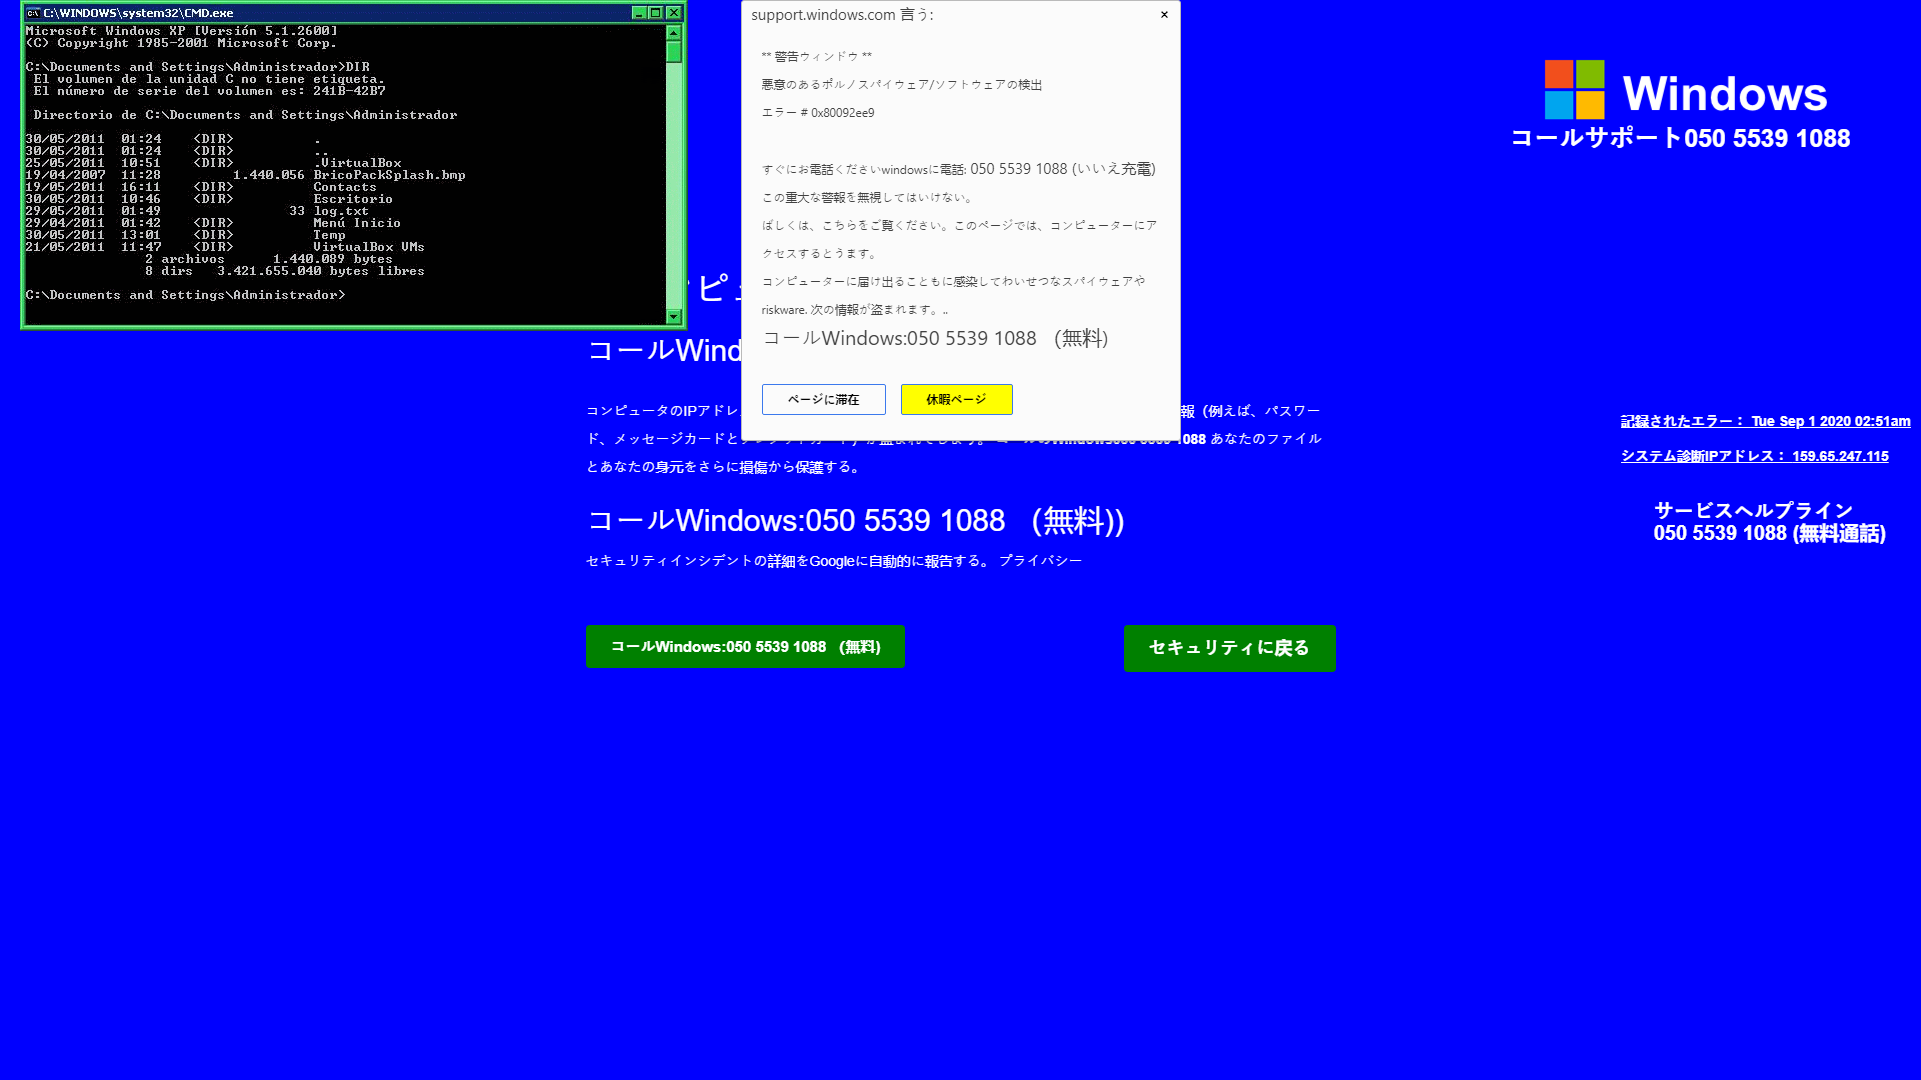 C:\WINDOWS\system32\CMD.exe
Microsoft Windows XP [Versión 5.1.2600]
(C) Copyright 1985-2001 Microsoft Corp.
C:\Documents and Settings\Administrador>DIR
El volumen de la unidad C no tiene etiqueta.
El número de serie del volumen es: 241B-42B7
Directorio de C:\Documents and Settings\Administrador
30/05/2011 01:24 <DIR> .
30/05/2011 01:24 <DIR> ..
25/05/2011 10:51 <DIR> .VirtualBox
19/04/2007 11:28 1.440.056 BricoPackSplash.bmp
19/05/2011 16:11 <DIR> Contacts
30/05/2011 10:46 <DIR> Escritorio
29/05/2011 01:49 33 log.txt
29/04/2011 01:42 <DIR> Menú Inicio
30/05/2011 13:01 <DIR> Temp
21/05/2011 11:47 <DIR> VirtualBox VMs
2 archivos 1.440.089 bytes
8 dirs 3.421.655.040 bytes libres
C:\Documents and Settings\Administrador>
support.windows.com 言う:
** 警告ウィンドウ **
悪意のあるポルノスパイウェア/ソフトウェアの検出
エラー # 0x80092ee9
すぐにお電話くださいwindowsに電話: 050 5539 1088 (いいえ充電)
この重大な警報を無視してはいけない。
ばしくは、こちらをご覧ください。このページでは、コンピューターにア
クセスするとうます。
コンピューターに届け出ることもに感染してわいせつなスパイウェアや
riskware. 次の情報が盗まれます。..
コールWindows:050 5539 1088 (無料)
ページに滞在
休暇ページ
Windows
コールサポート050 5539 1088
ピュ
コールWind
コンピュータのIPアドレ 報（例えば、パスワー
ド、メッセージカードと 1088 あなたのファイル
とあなたの身元をさらに損傷から保護する。
コールWindows:050 5539 1088 (無料))
セキュリティインシデントの詳細をGoogleに自動的に報告する。 プライバシー
コールWindows:050 5539 1088 (無料)
セキュリティに戻る
記録されたエラー： Tue Sep 1 2020 02:51am
システム診断IPアドレス： 159.65.247.115
サービスヘルプライン
050 5539 1088 (無料通話)